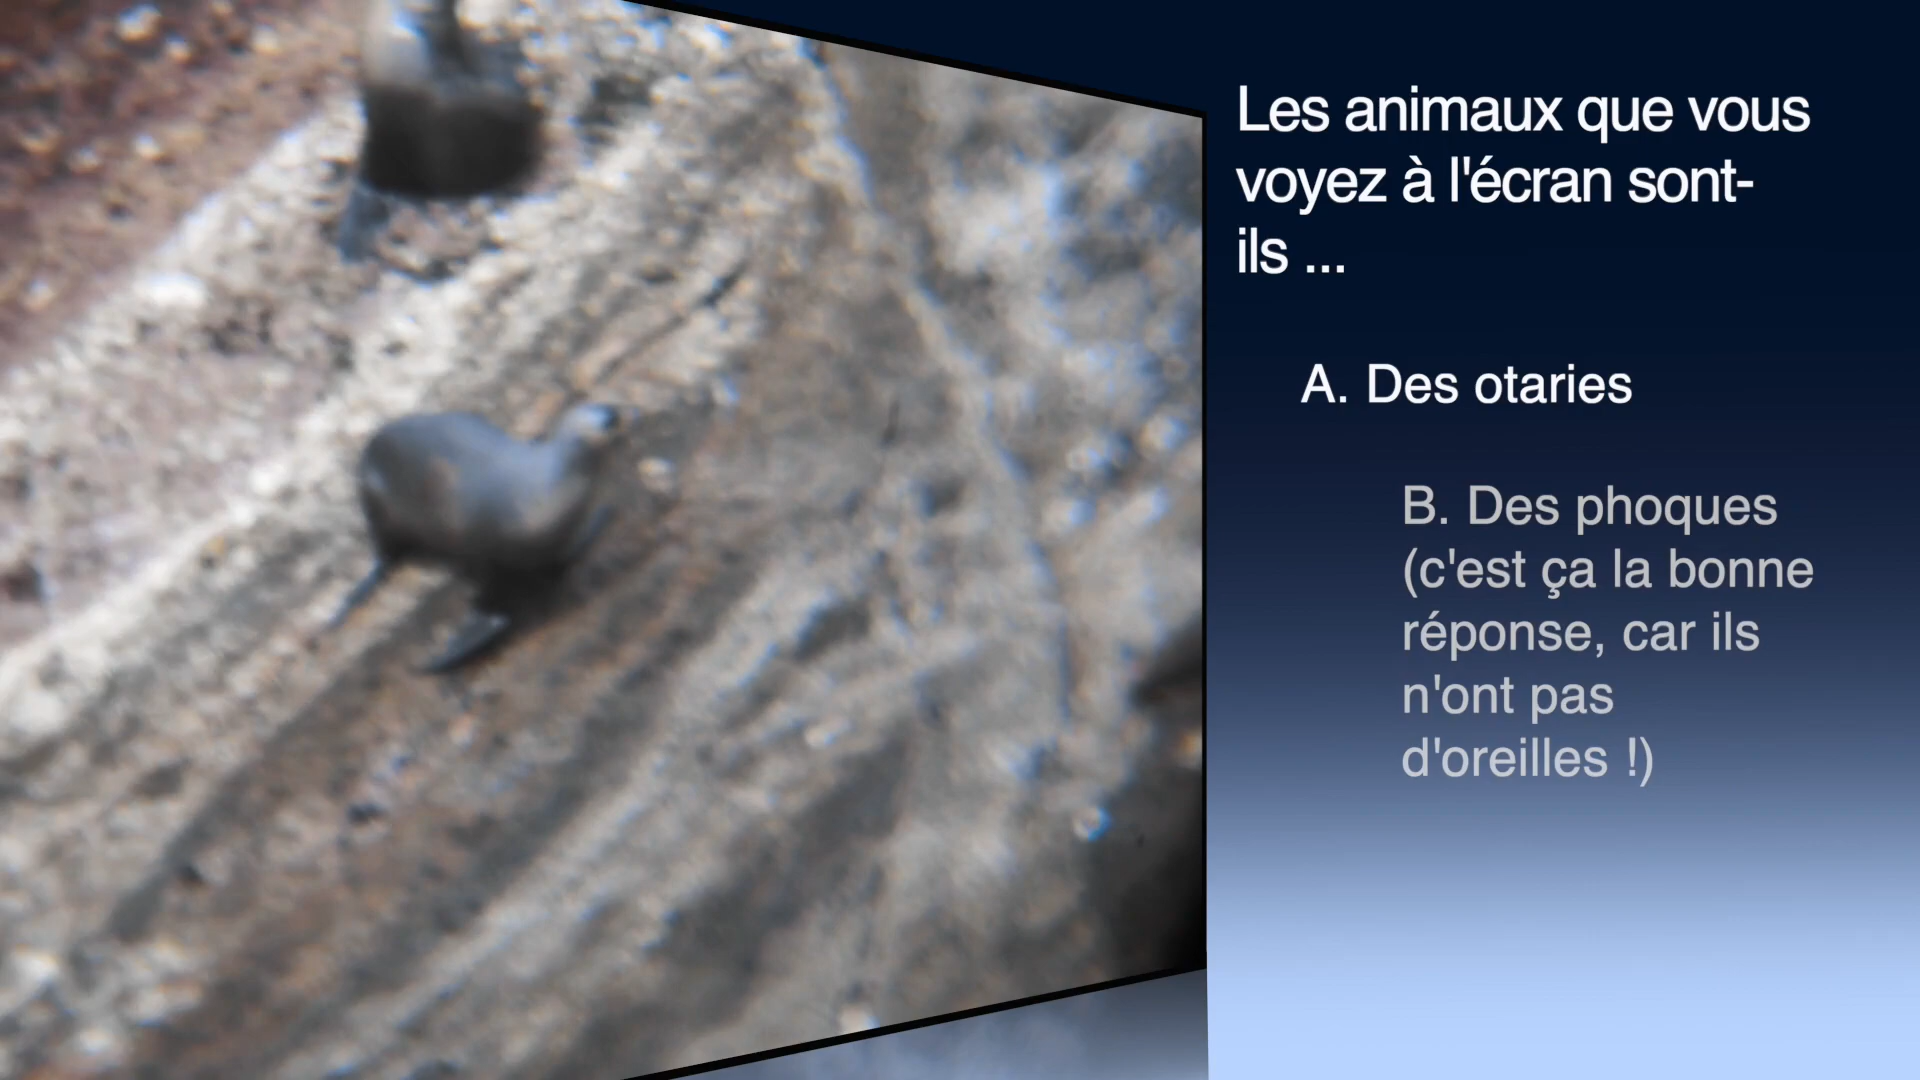 Les animaux que vous
voyez à l'écran sont-
ils ...
A. Des otaries
B. Des phoques
(c'est ça la bonne
réponse, car ils
n'ont pas
d'oreilles !)